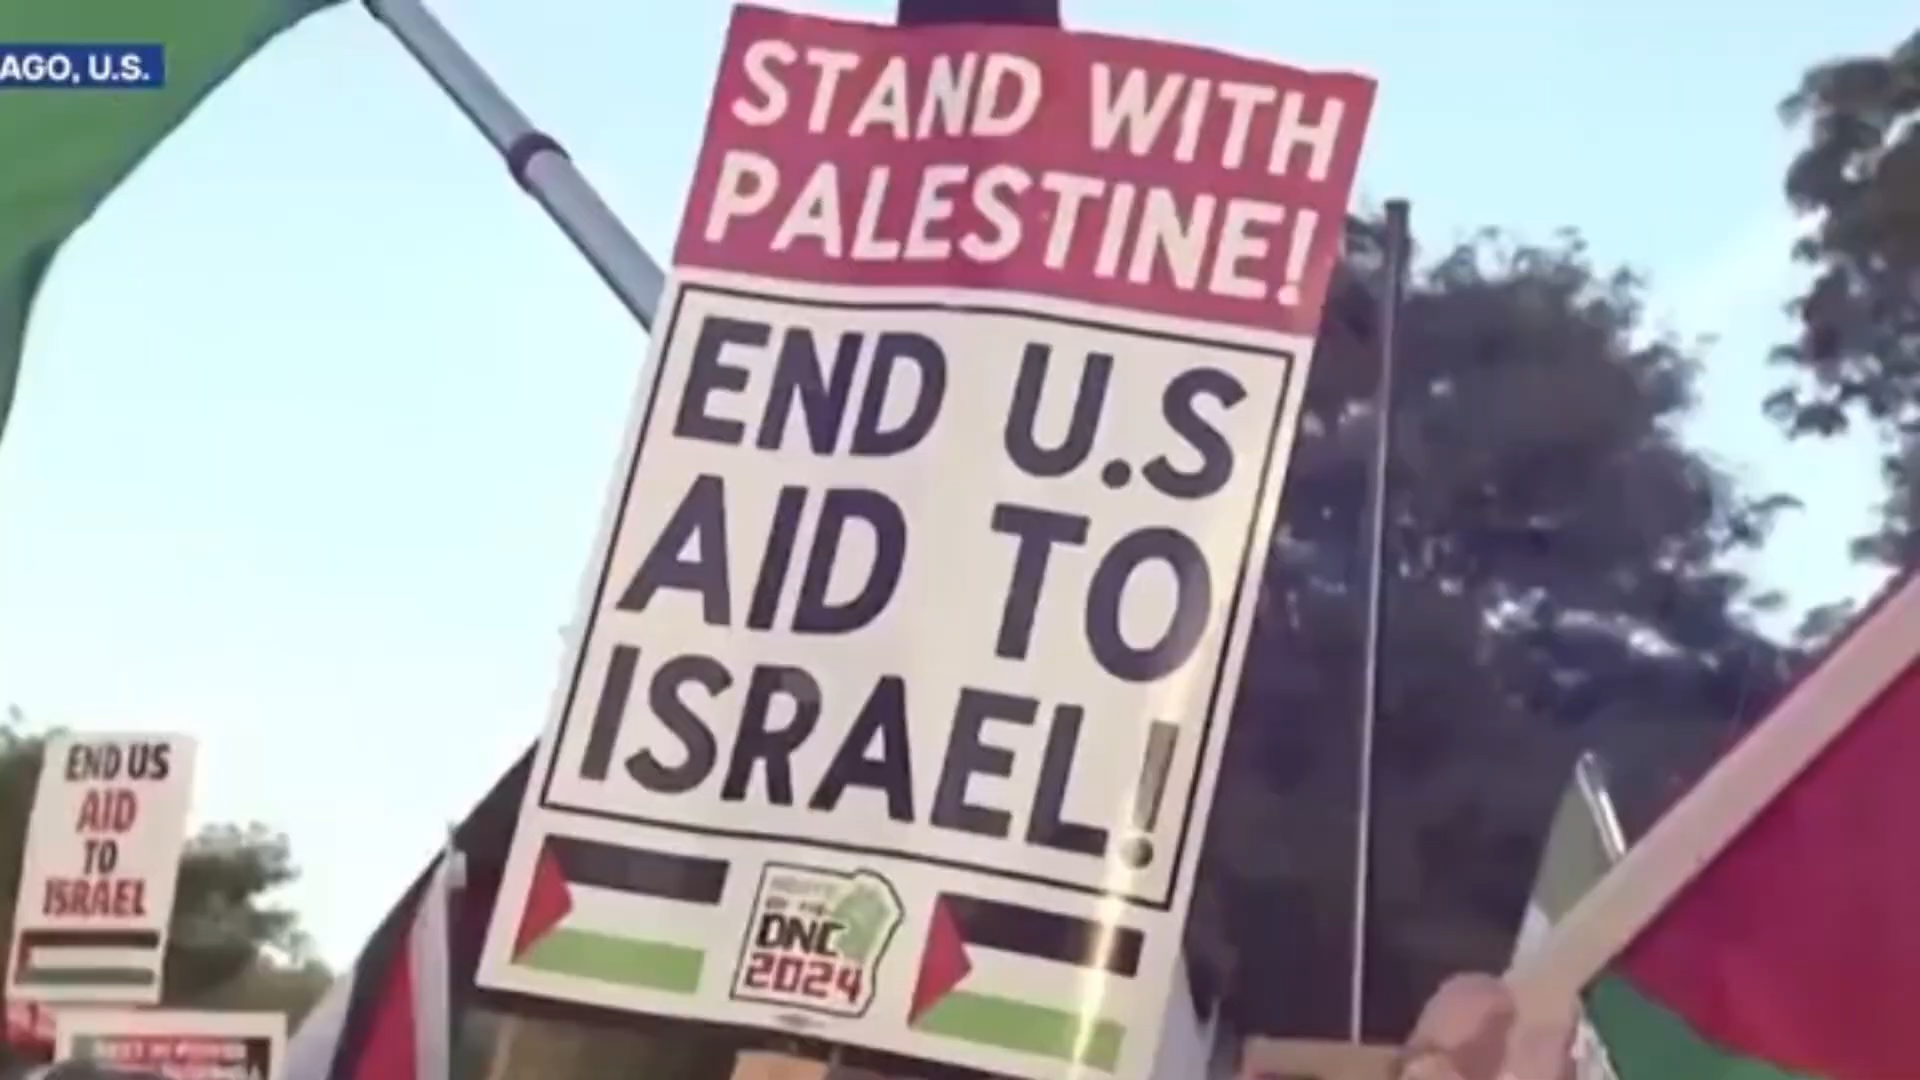 AGO, U.S.
STAND WITH
PALESTINE!
END U.S
AID TO
ISRAEL!
DNC
2024
END US
AID
TO
ISRAEL